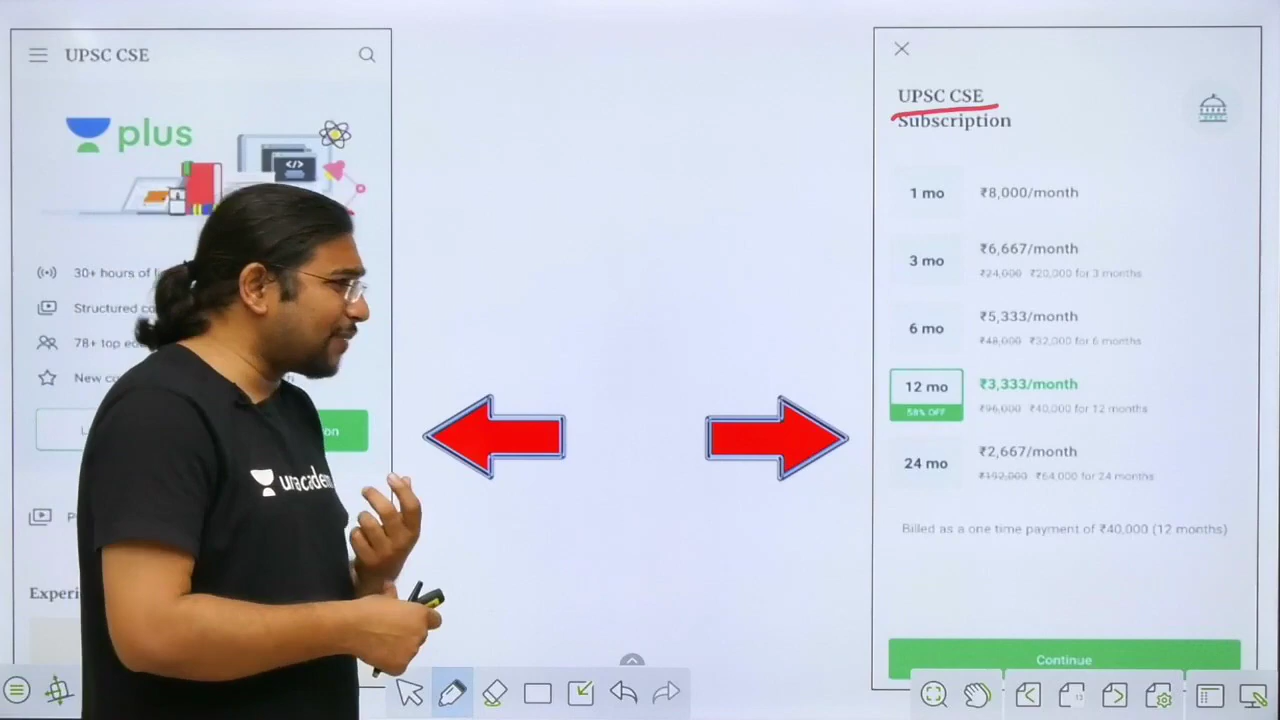 UPSC CSE
plus
30+ hours of
Structured
78+ top
New
Experi
unacadem
UPSC CSE
Subscription
1 mo ₹8,000/month
3 mo ₹6,667/month
₹24,000 ₹20,000 for 3 months
6 mo ₹5,333/month
₹48,000 ₹32,000 for 6 months
12 mo ₹3,333/month
58% OFF ₹96,000 ₹40,000 for 12 months
24 mo ₹2,667/month
₹192,000 ₹64,000 for 24 months
Billed as a one time payment of ₹40,000 (12 months)
Continue
13